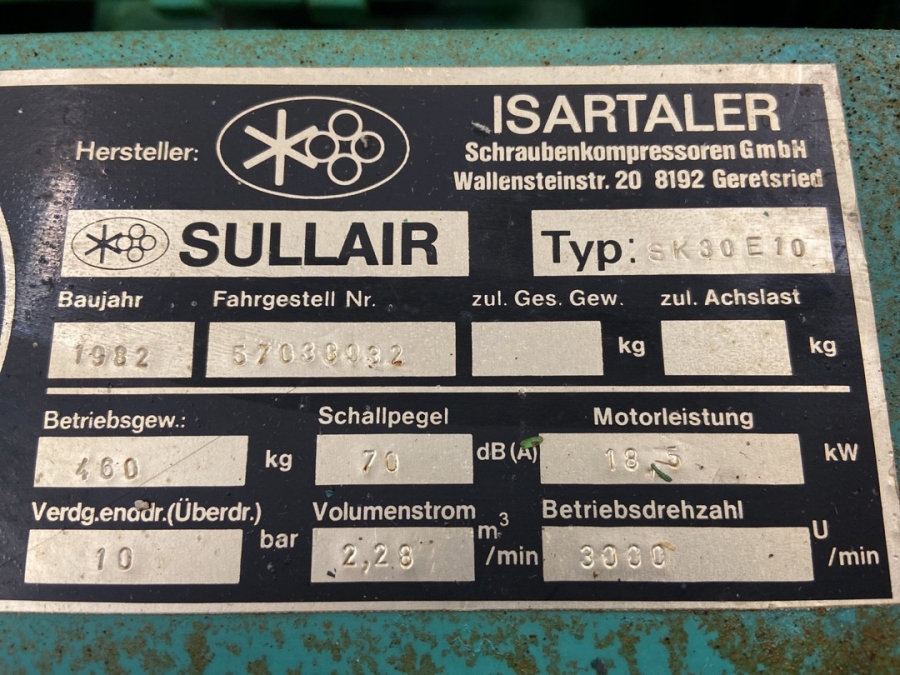 Hersteller:
ISARTALER
Schraubenkompressoren GmbH
Wallensteinstr. 20 8192 Geretsried
SULLAIR
Typ: SK30E10
Baujahr Fahrgestell Nr. zul. Ges. Gew. zul. Achslast
1982 kg kg
Betriebsgew.: Schallpegel Motorleistung
460 kg 70 dB(A) 18,5 kW
Verdg.enddr.(Überdr.) Volumenstrom Betriebsdrehzahl
10 bar 2,28 m³/min 3000 U/min